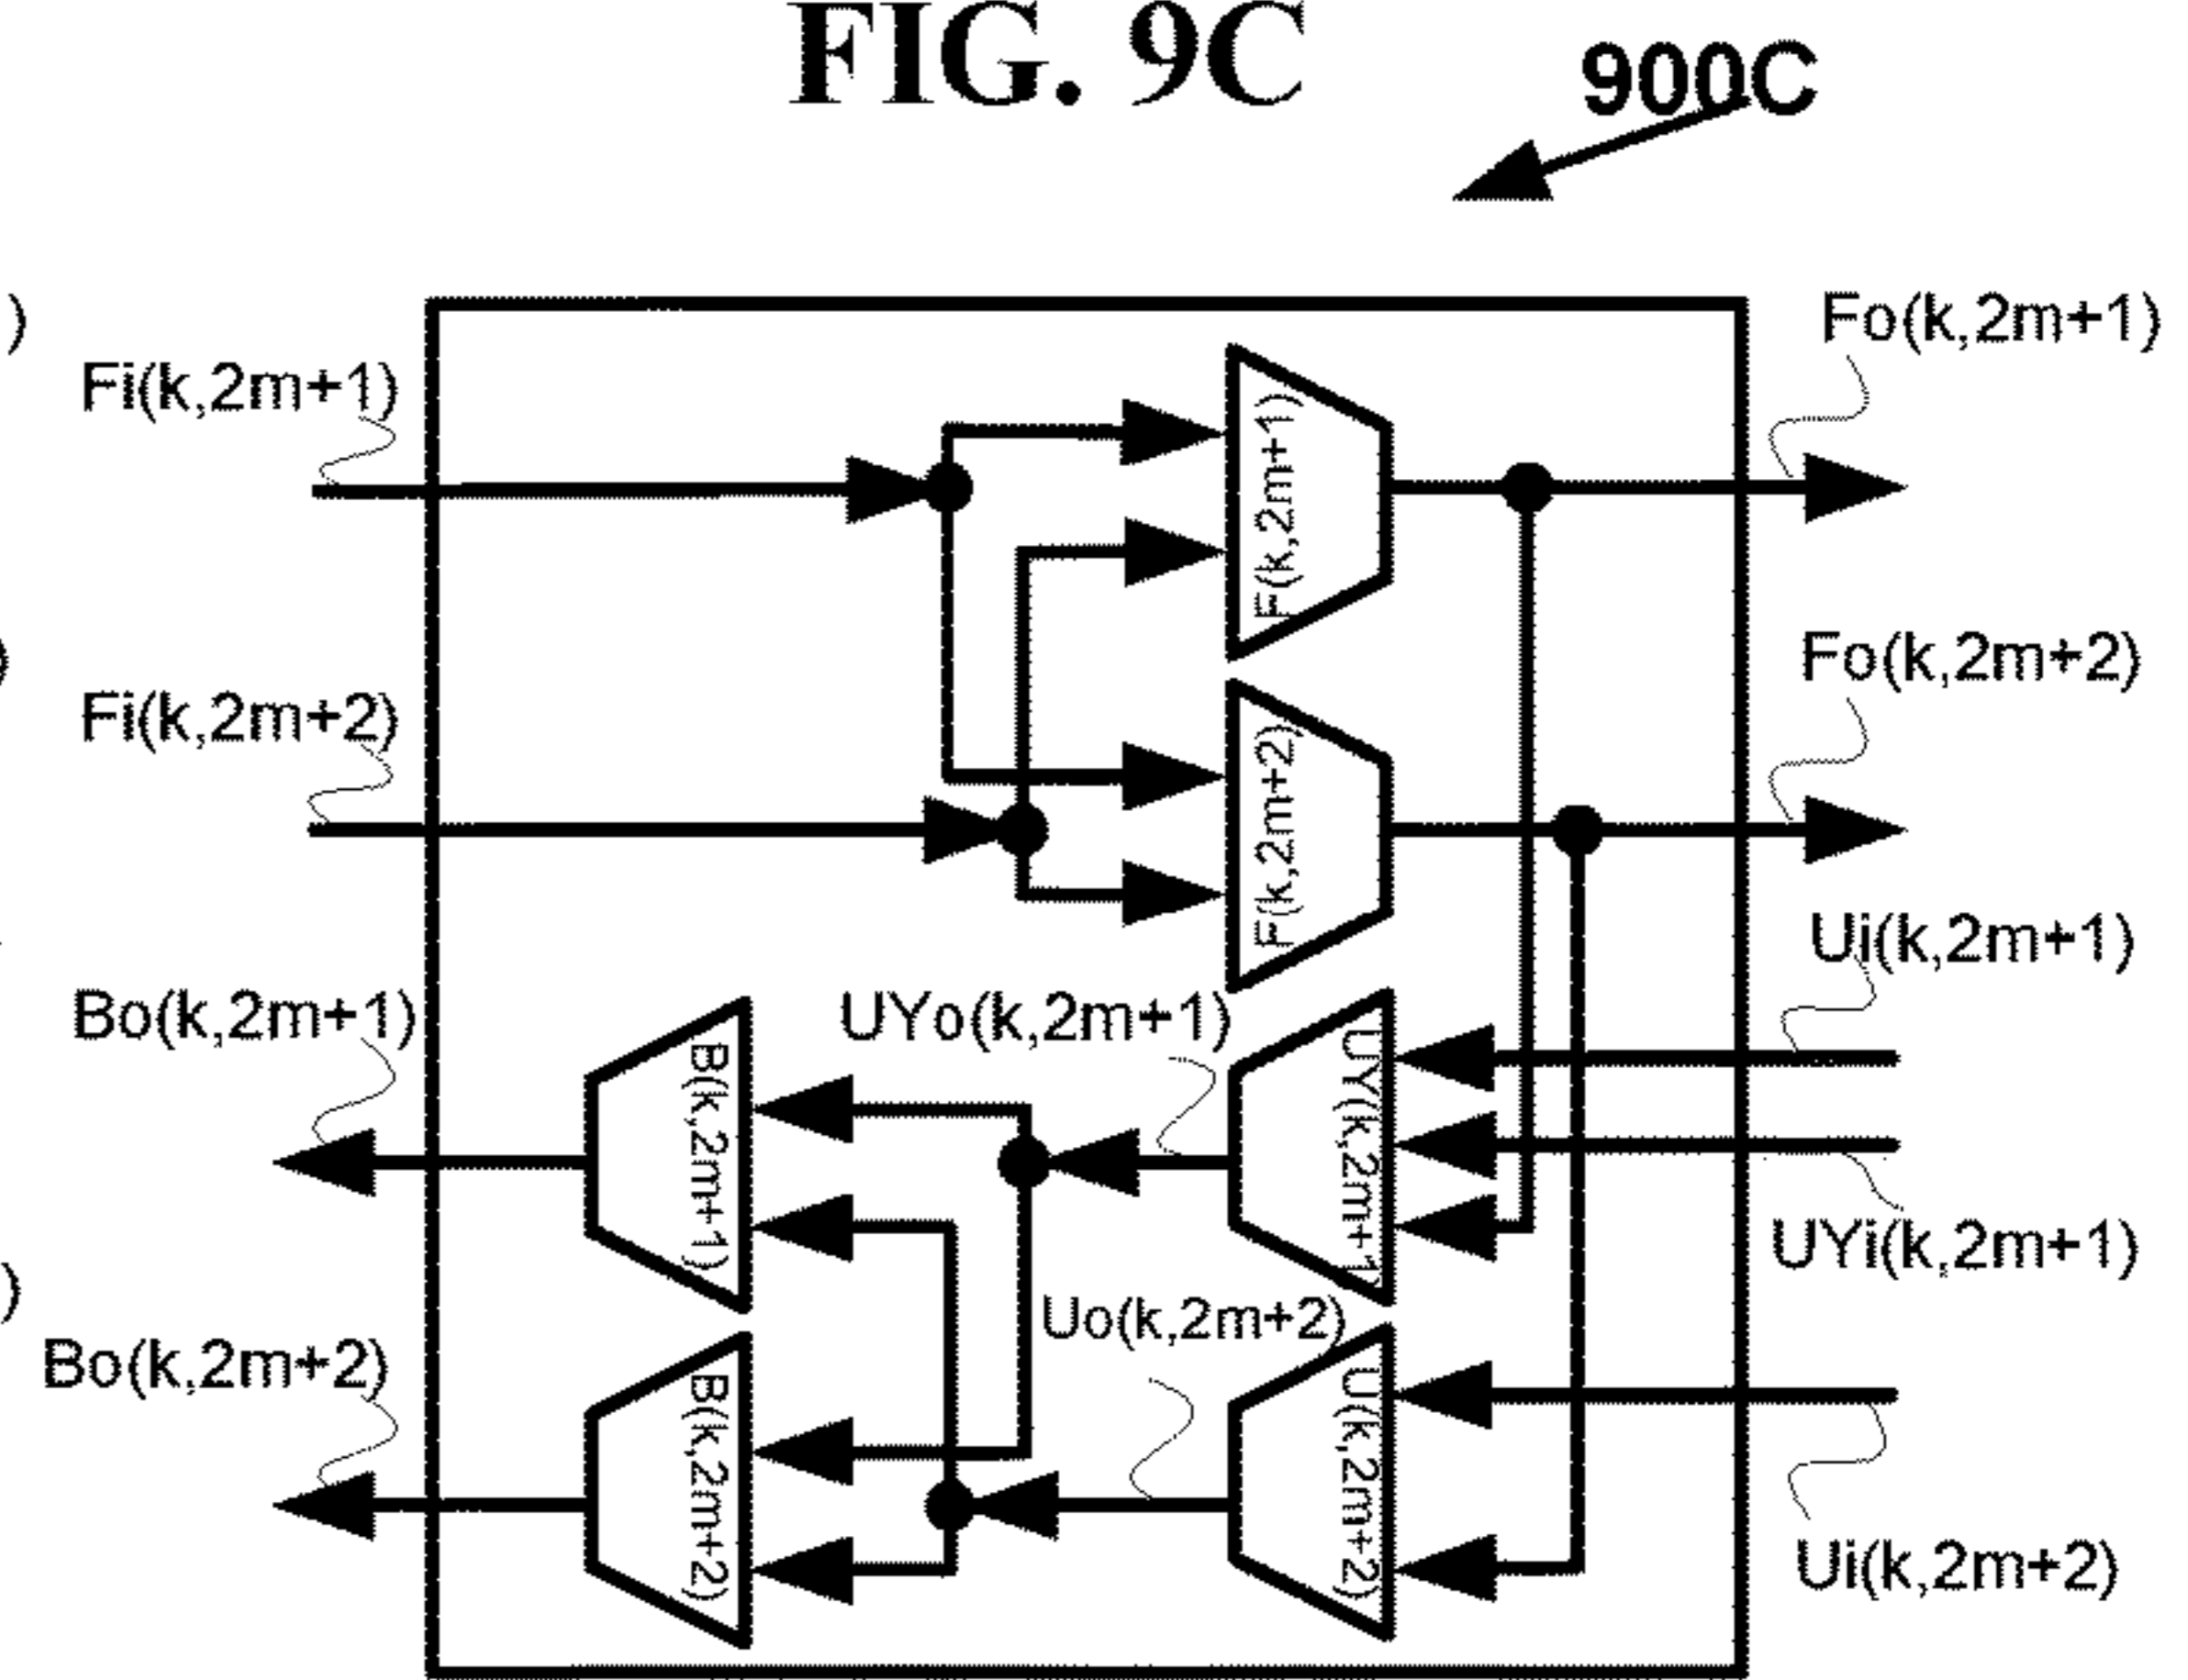 FIG. 9C
900C
)
Fi(k,2m+1)
Fo(k,2m+1)
F(k,2m+1)
)
Fi(k,2m+2)
Fo(k,2m+2)
F(k,2m+2)
Ui(k,2m+1)
Bo(k,2m+1)
B(k,2m+1)
UYo(k,2m+1)
UY(k,2m+1)
UYi(k,2m+1)
)
Bo(k,2m+2)
B(k,2m+2)
Uo(k,2m+2)
U(k,2m+2)
Ui(k,2m+2)